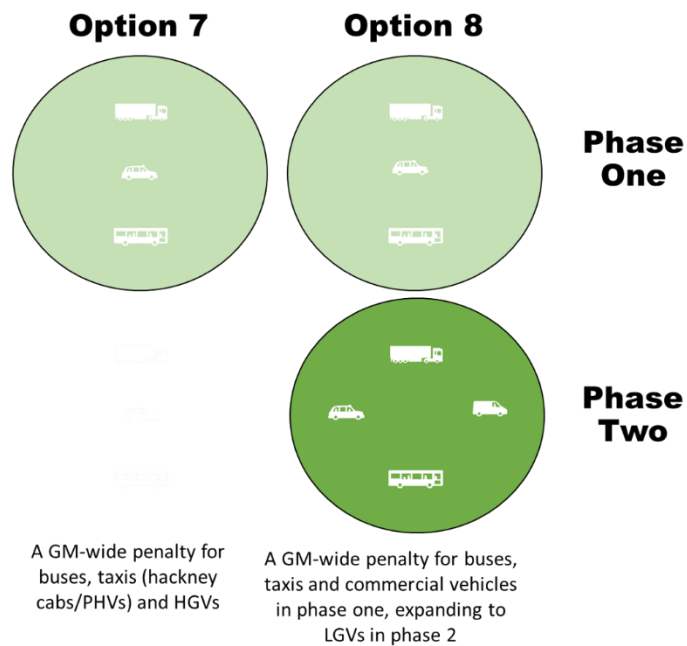 Option 7
Option 8
Phase
One
Phase
Two
A GM-wide penalty for
buses, taxis (hackney
cabs/PHVs) and HGVs
A GM-wide penalty for buses,
taxis and commercial vehicles
in phase one, expanding to
LGVs in phase 2